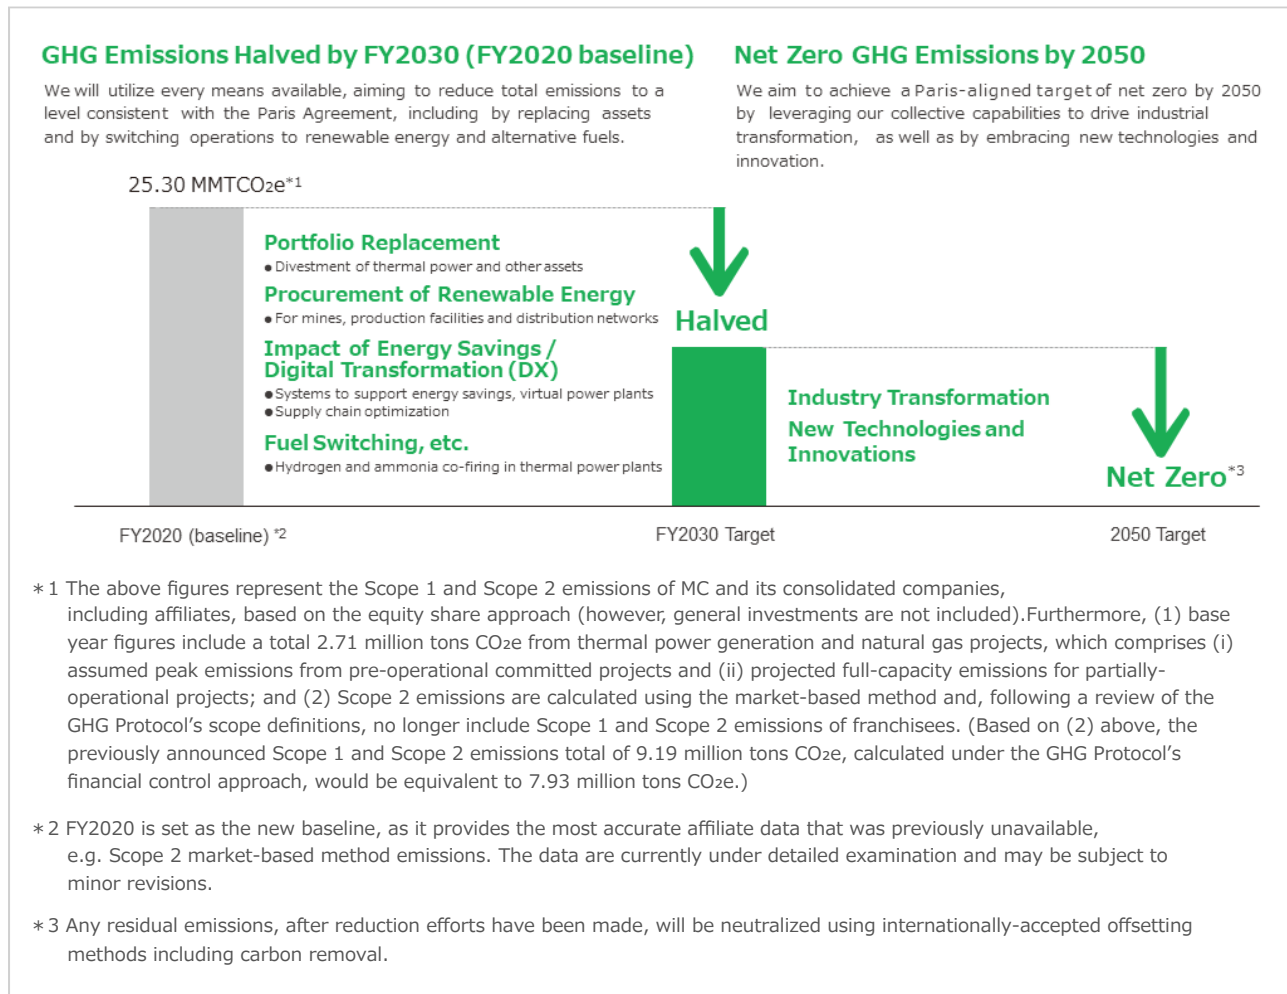 GHG Emissions Halved by FY2030 (FY2020 baseline)
We will utilize every means available, aiming to reduce total emissions to a
level consistent with the Paris Agreement, including by replacing assets
and by switching operations to renewable energy and alternative fuels.
Net Zero GHG Emissions by 2050
We aim to achieve a Paris-aligned target of net zero by 2050
by leveraging our collective capabilities to drive industrial
transformation, as well as by embracing new technologies and
innovation.
25.30 MMTCO2e*1
Portfolio Replacement
● Divestment of thermal power and other assets
Procurement of Renewable Energy
● For mines, production facilities and distribution networks
Impact of Energy Savings /
Digital Transformation (DX)
● Systems to support energy savings, virtual power plants
● Supply chain optimization
Fuel Switching, etc.
● Hydrogen and ammonia co-firing in thermal power plants
Halved
Industry Transformation
New Technologies and
Innovations
Net Zero*3
FY2020 (baseline) *2
FY2030 Target
2050 Target
*1 The above figures represent the Scope 1 and Scope 2 emissions of MC and its consolidated companies,
including affiliates, based on the equity share approach (however, general investments are not included).Furthermore, (1) base
year figures include a total 2.71 million tons CO2e from thermal power generation and natural gas projects, which comprises (i)
assumed peak emissions from pre-operational committed projects and (ii) projected full-capacity emissions for partially-
operational projects; and (2) Scope 2 emissions are calculated using the market-based method and, following a review of the
GHG Protocol's scope definitions, no longer include Scope 1 and Scope 2 emissions of franchisees. (Based on (2) above, the
previously announced Scope 1 and Scope 2 emissions total of 9.19 million tons CO2e, calculated under the GHG Protocol's
financial control approach, would be equivalent to 7.93 million tons CO2e.)
*2 FY2020 is set as the new baseline, as it provides the most accurate affiliate data that was previously unavailable,
e.g. Scope 2 market-based method emissions. The data are currently under detailed examination and may be subject to
minor revisions.
*3 Any residual emissions, after reduction efforts have been made, will be neutralized using internationally-accepted offsetting
methods including carbon removal.